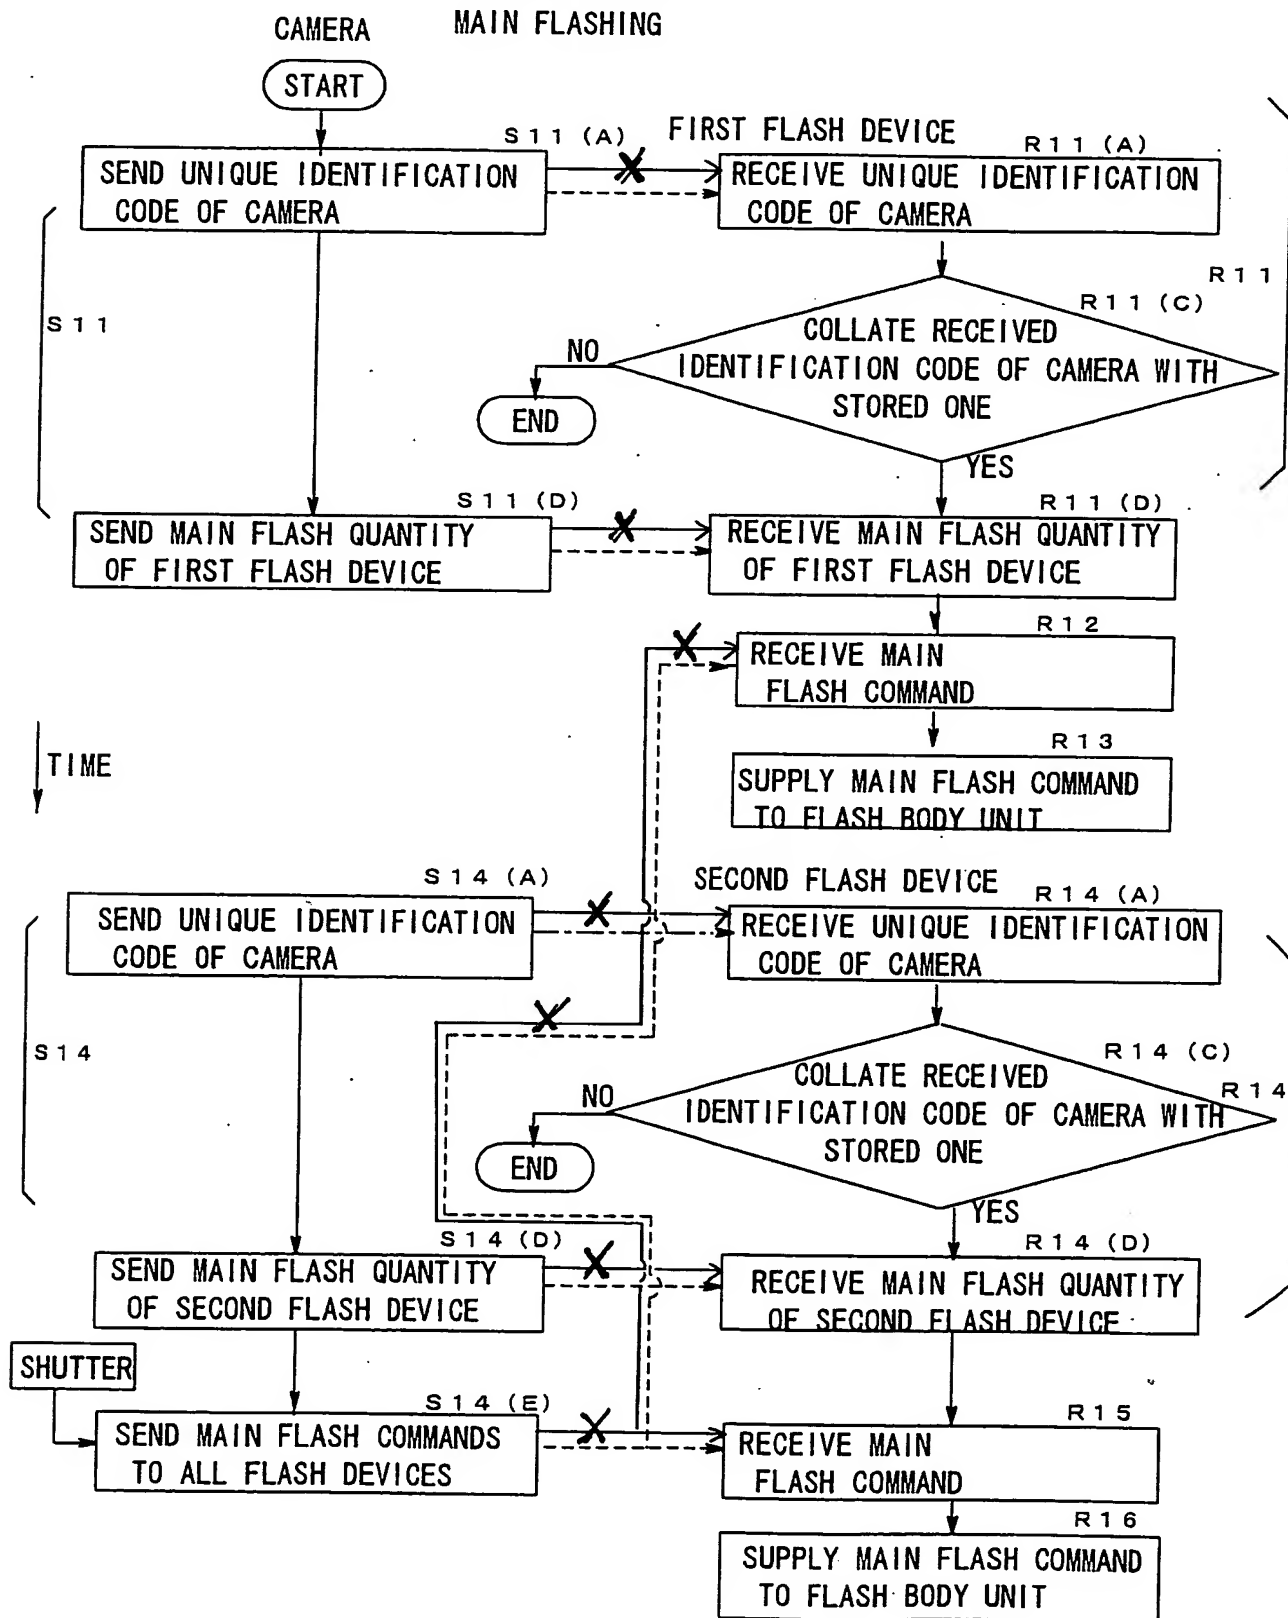 CAMERA
MAIN FLASHING
START
S11 (A)
FIRST FLASH DEVICE
R11 (A)
SEND UNIQUE IDENTIFICATION
CODE OF CAMERA
RECEIVE UNIQUE IDENTIFICATION
CODE OF CAMERA
R11
R11 (C)
S11
COLLATE RECEIVED
IDENTIFICATION CODE OF CAMERA WITH
STORED ONE
NO
END
YES
S11 (D)
R11 (D)
SEND MAIN FLASH QUANTITY
OF FIRST FLASH DEVICE
RECEIVE MAIN FLASH QUANTITY
OF FIRST FLASH DEVICE
R12
RECEIVE MAIN
FLASH COMMAND
R13
TIME
SUPPLY MAIN FLASH COMMAND
TO FLASH BODY UNIT
S14 (A)
SECOND FLASH DEVICE
R14 (A)
SEND UNIQUE IDENTIFICATION
CODE OF CAMERA
RECEIVE UNIQUE IDENTIFICATION
CODE OF CAMERA
S14
R14 (C)
R14
COLLATE RECEIVED
IDENTIFICATION CODE OF CAMERA WITH
STORED ONE
NO
END
YES
S14 (D)
R14 (D)
SEND MAIN FLASH QUANTITY
OF SECOND FLASH DEVICE
RECEIVE MAIN FLASH QUANTITY
OF SECOND FLASH DEVICE
SHUTTER
S14 (E)
R15
SEND MAIN FLASH COMMANDS
TO ALL FLASH DEVICES
RECEIVE MAIN
FLASH COMMAND
R16
SUPPLY MAIN FLASH COMMAND
TO FLASH BODY UNIT